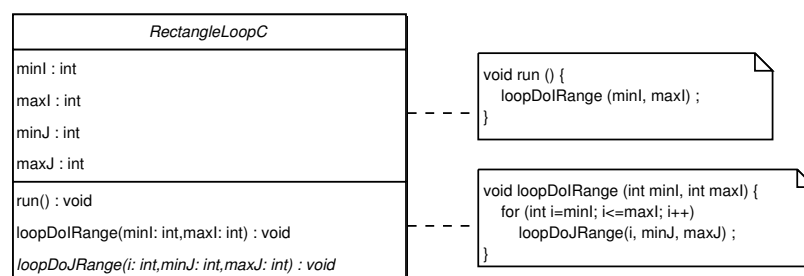 RectangleLoopC
minI : int
maxI : int
minJ : int
maxJ : int
run() : void
loopDoIRange(minI: int,maxI: int) : void
loopDoJRange(i: int,minJ: int,maxJ: int) : void
void run () {
loopDoIRange (minI, maxI) ;
}
void loopDoIRange (int minI, int maxI) {
for (int i=minI; i<=maxI; i++)
loopDoJRange(i, minJ, maxJ) ;
}